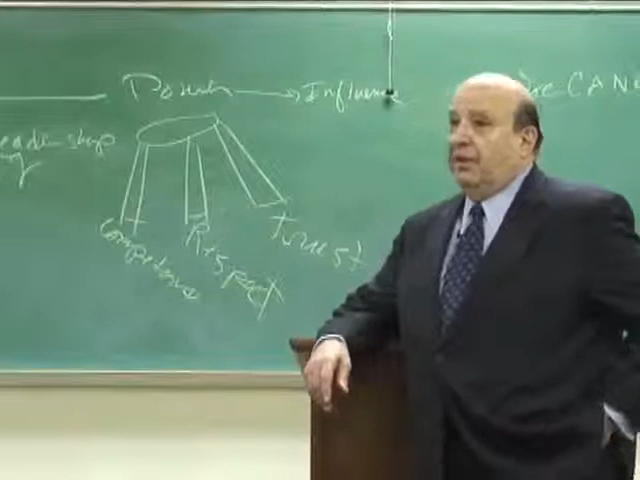 Power → Influence
CAN
Leadership
Competence
Respect
Trust